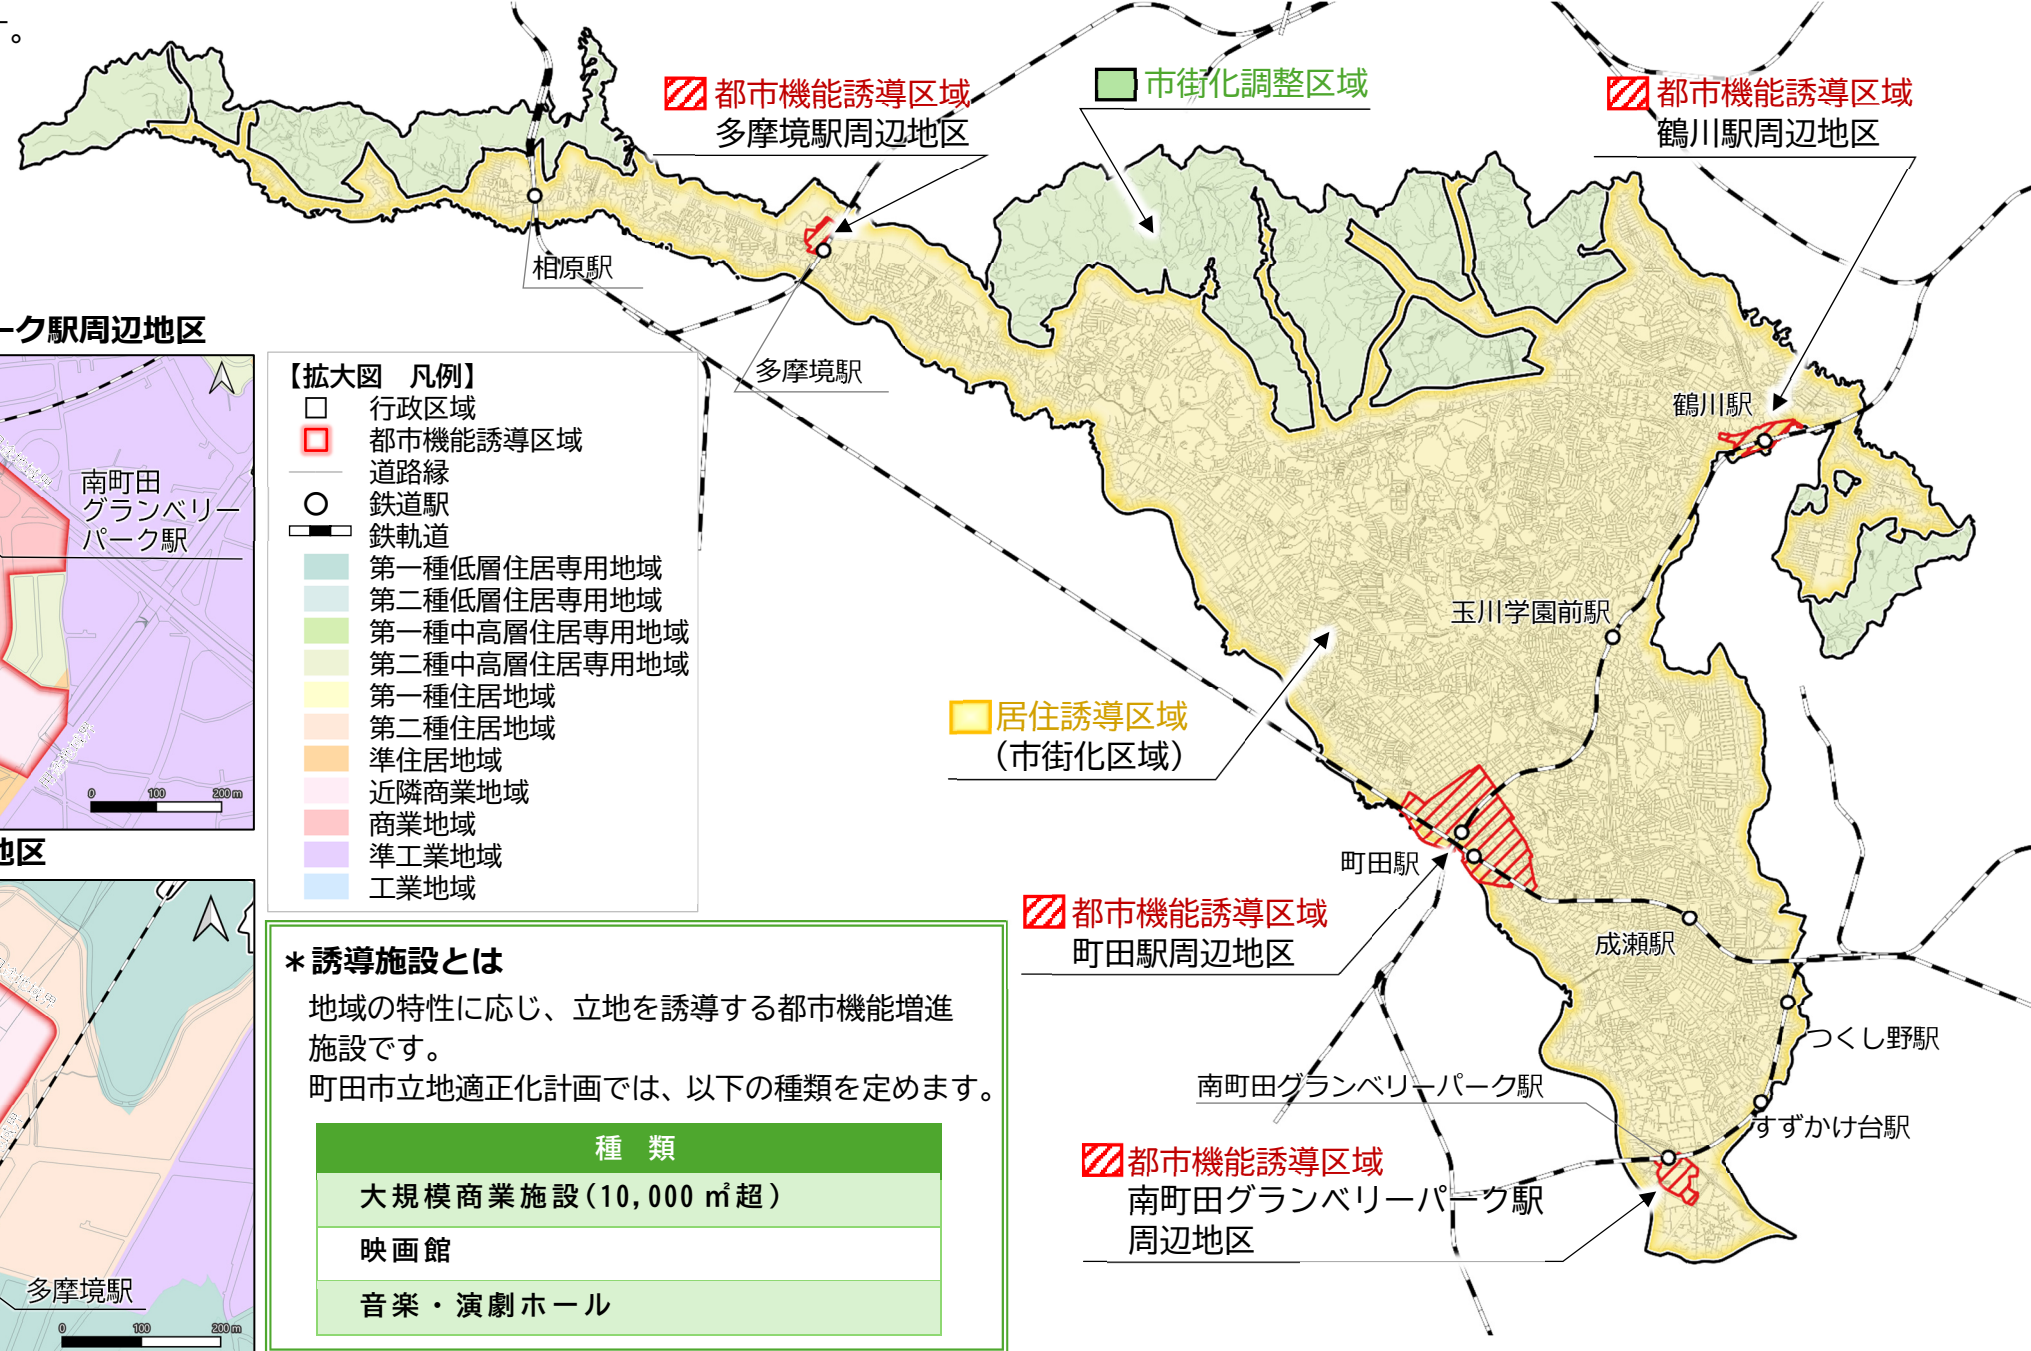 。
都市機能誘導区域
多摩境駅周辺地区
市街化調整区域
都市機能誘導区域
鶴川駅周辺地区
相原駅
多摩境駅
鶴川駅
玉川学園前駅
居住誘導区域
（市街化区域）
町田駅
都市機能誘導区域
町田駅周辺地区
成瀬駅
つくし野駅
南町田グランベリーパーク駅
すずかけ台駅
都市機能誘導区域
南町田グランベリーパーク駅
周辺地区
ーク駅周辺地区
南町田
グランベリー
パーク駅
0 100 200 m
地区
多摩境駅
0 100 200 m
【拡大図　凡例】
行政区域
都市機能誘導区域
道路縁
鉄道駅
鉄軌道
第一種低層住居専用地域
第二種低層住居専用地域
第一種中高層住居専用地域
第二種中高層住居専用地域
第一種住居地域
第二種住居地域
準住居地域
近隣商業地域
商業地域
準工業地域
工業地域
＊誘導施設とは
地域の特性に応じ、立地を誘導する都市機能増進
施設です。
町田市立地適正化計画では、以下の種類を定めます。
種　類
大規模商業施設(10,000 ㎡超)
映画館
音楽・演劇ホール